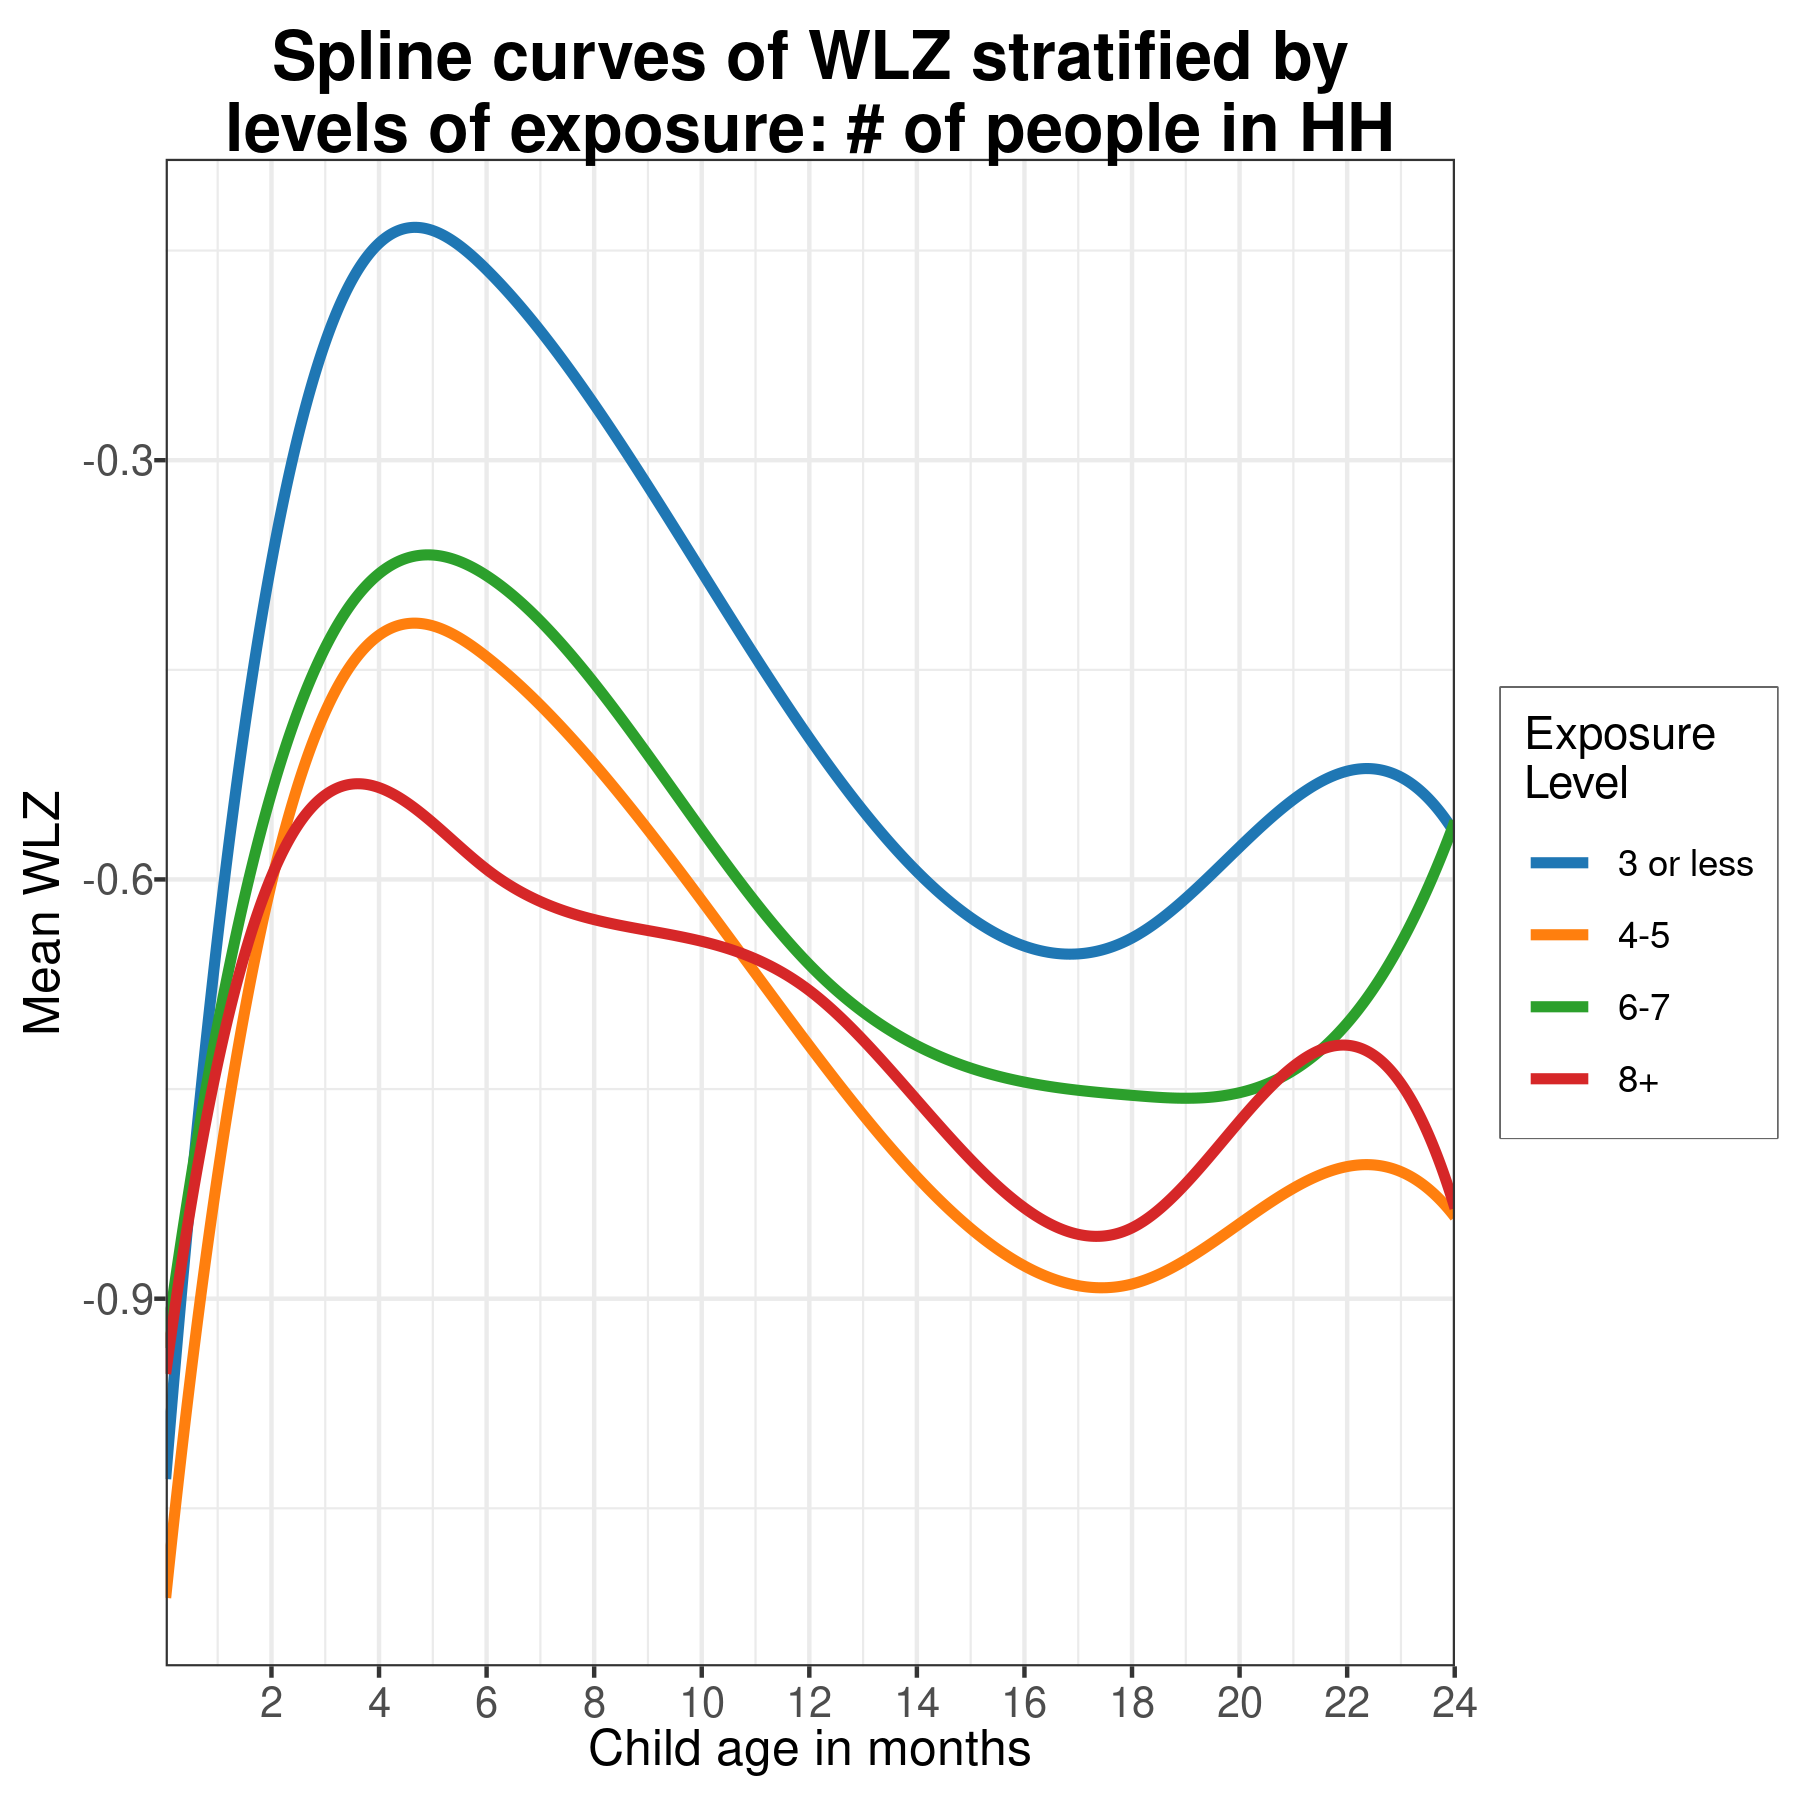 Spline curves of WLZ stratified by
levels of exposure: # of people in HH
Mean WLZ
-0.3
-0.6
-0.9
2 4 6 8 10 12 14 16 18 20 22 24
Child age in months
Exposure
Level
3 or less
4-5
6-7
8+